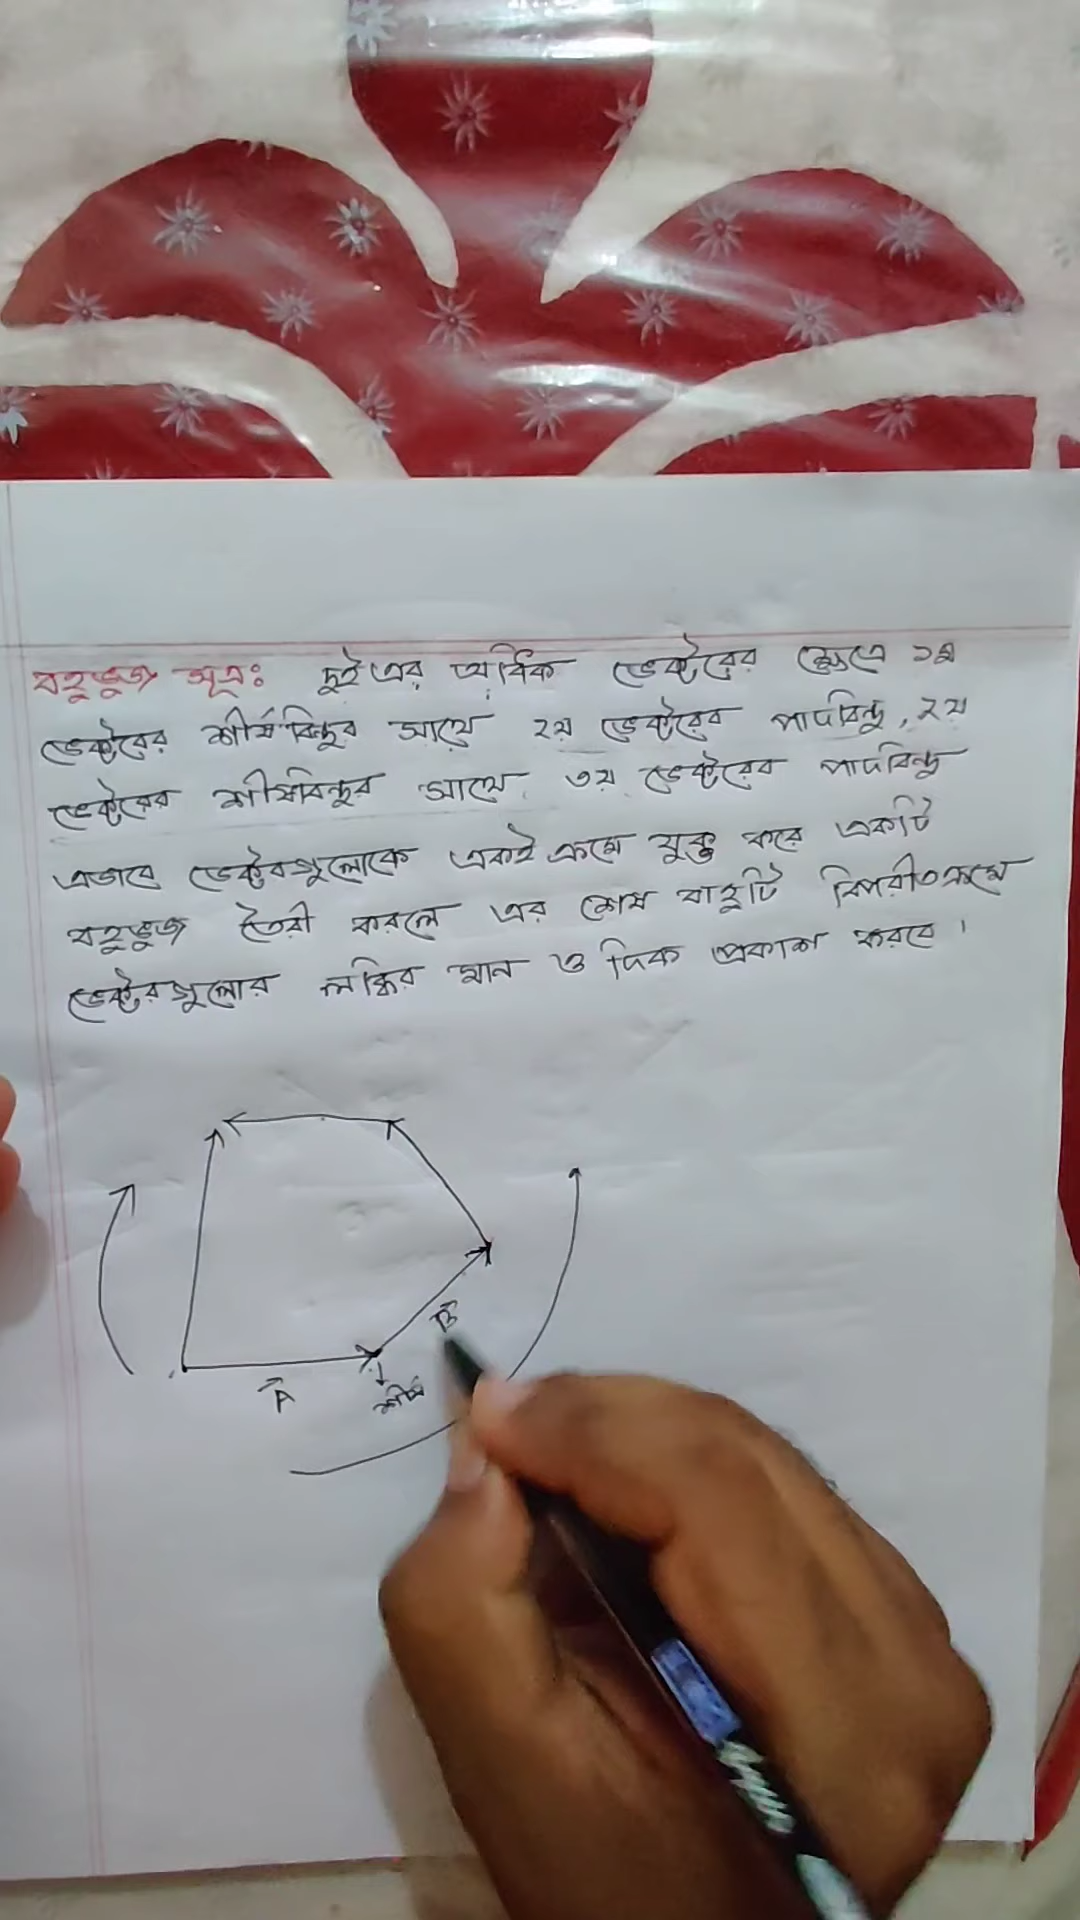 বহুভুজ সূত্রঃ দুই এর অধিক ভেক্টরের ক্ষেত্রে ১ম
ভেক্টরের শীর্ষবিন্দুর সাথে ২য় ভেক্টরের পাদবিন্দু, ২য়
ভেক্টরের শীর্ষবিন্দুর সাথে ৩য় ভেক্টরের পাদবিন্দু
এভাবে ভেক্টরগুলোকে একই ক্রমে যুক্ত করে একটি
বহুভুজ তৈরী করলে এর শেষ বাহুটি বিপরীতক্রমে
ভেক্টরগুলোর লব্ধির মান ও দিক প্রকাশ করবে।
B
A
শীর্ষ